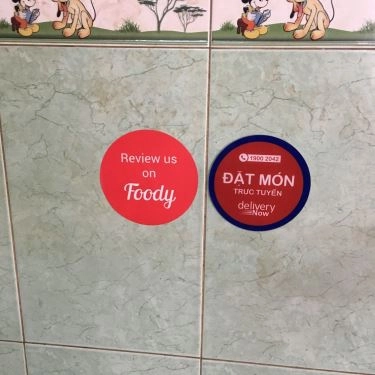 Review us
on
Foody
1900 2042
ĐẶT MÓN
TRỰC TUYẾN
delivery
Now